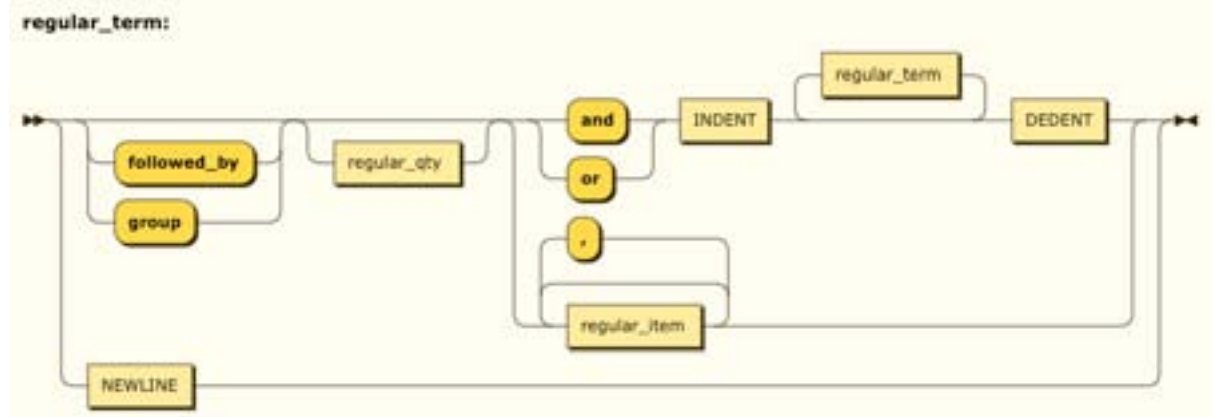 regular_term:
regular_term
and
INDENT
DEDENT
followed_by
regular_qty
or
group
,
regular_item
NEWLINE